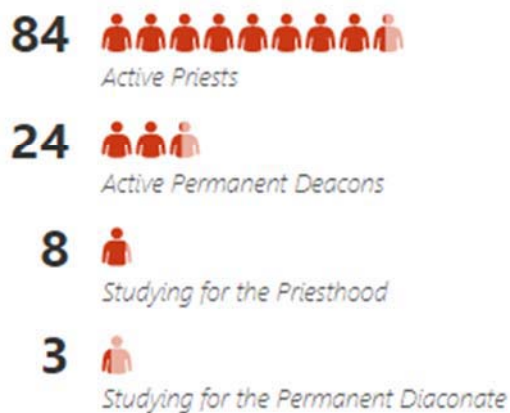 84
Active Priests
24
Active Permanent Deacons
8
Studying for the Priesthood
3
Studying for the Permanent Diaconate